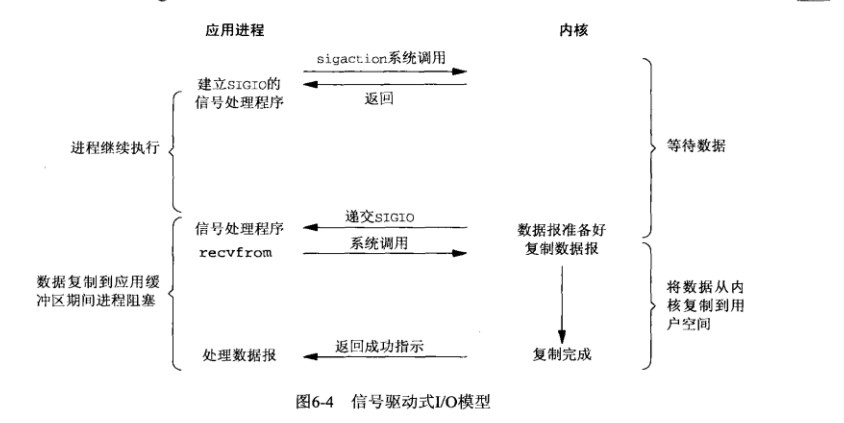 应用进程
内核
sigaction系统调用
建立SIGIO的
信号处理程序
返回
进程继续执行
等待数据
递交SIGIO
信号处理程序
数据报准备好
系统调用
recvfrom
复制数据报
数据复制到应用缓
冲区期间进程阻塞
将数据从内
核复制到用
户空间
返回成功指示
处理数据报
复制完成
图6-4 信号驱动式I/O模型